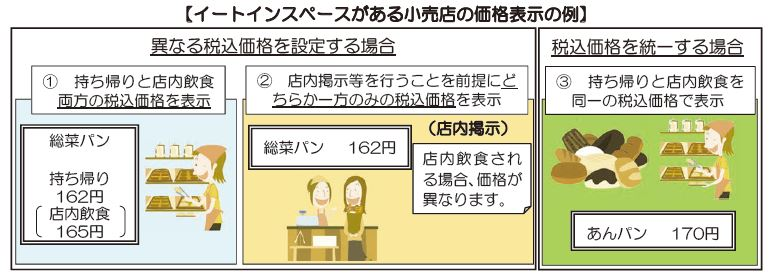 【イートインスペースがある小売店の価格表示の例】
異なる税込価格を設定する場合
① 持ち帰りと店内飲食
両方の税込価格を表示
総菜パン
持ち帰り
162円
店内飲食
165円
② 店内掲示等を行うことを前提にど
ちらか一方のみの税込価格を表示
総菜パン 162円
(店内掲示)
店内飲食され
る場合、価格が
異なります。
税込価格を統一する場合
③ 持ち帰りと店内飲食を
同一の税込価格で表示
あんパン 170円